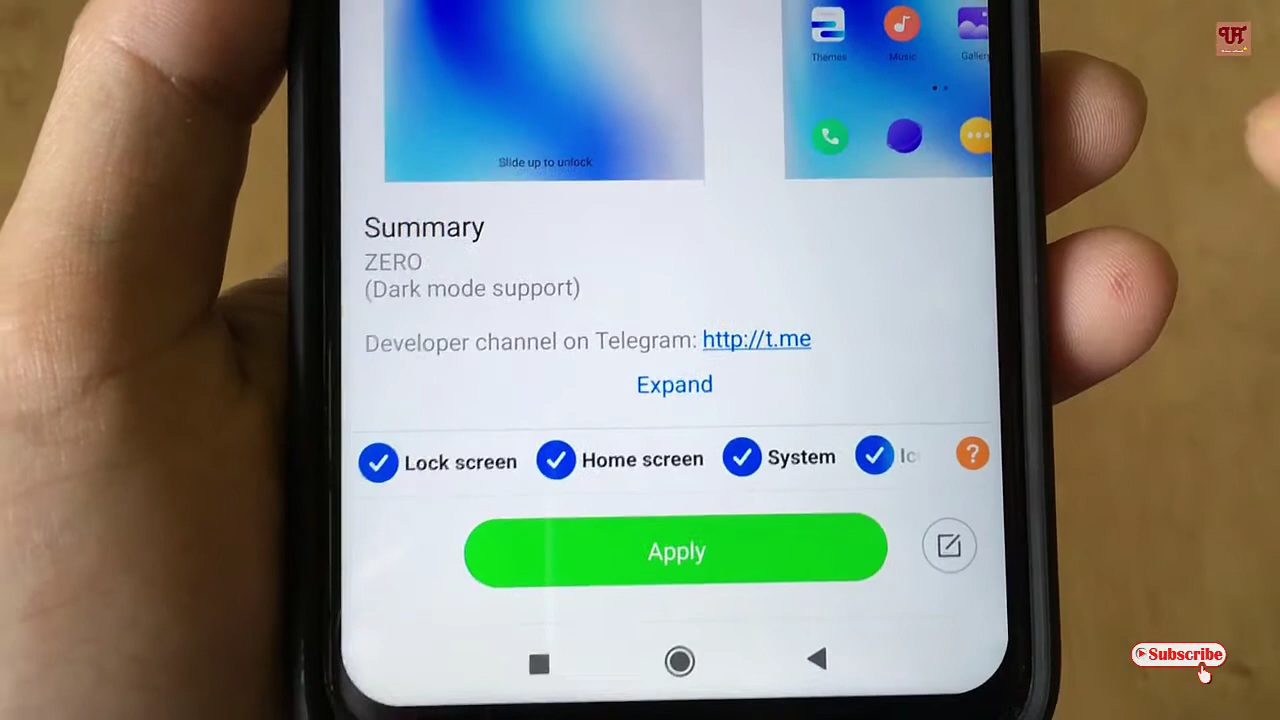 Themes
Music
Gallery
Slide up to unlock
Summary
ZERO
(Dark mode support)
Developer channel on Telegram: http://t.me
Expand
Lock screen
Home screen
System
Ic
?
Apply
Subscribe